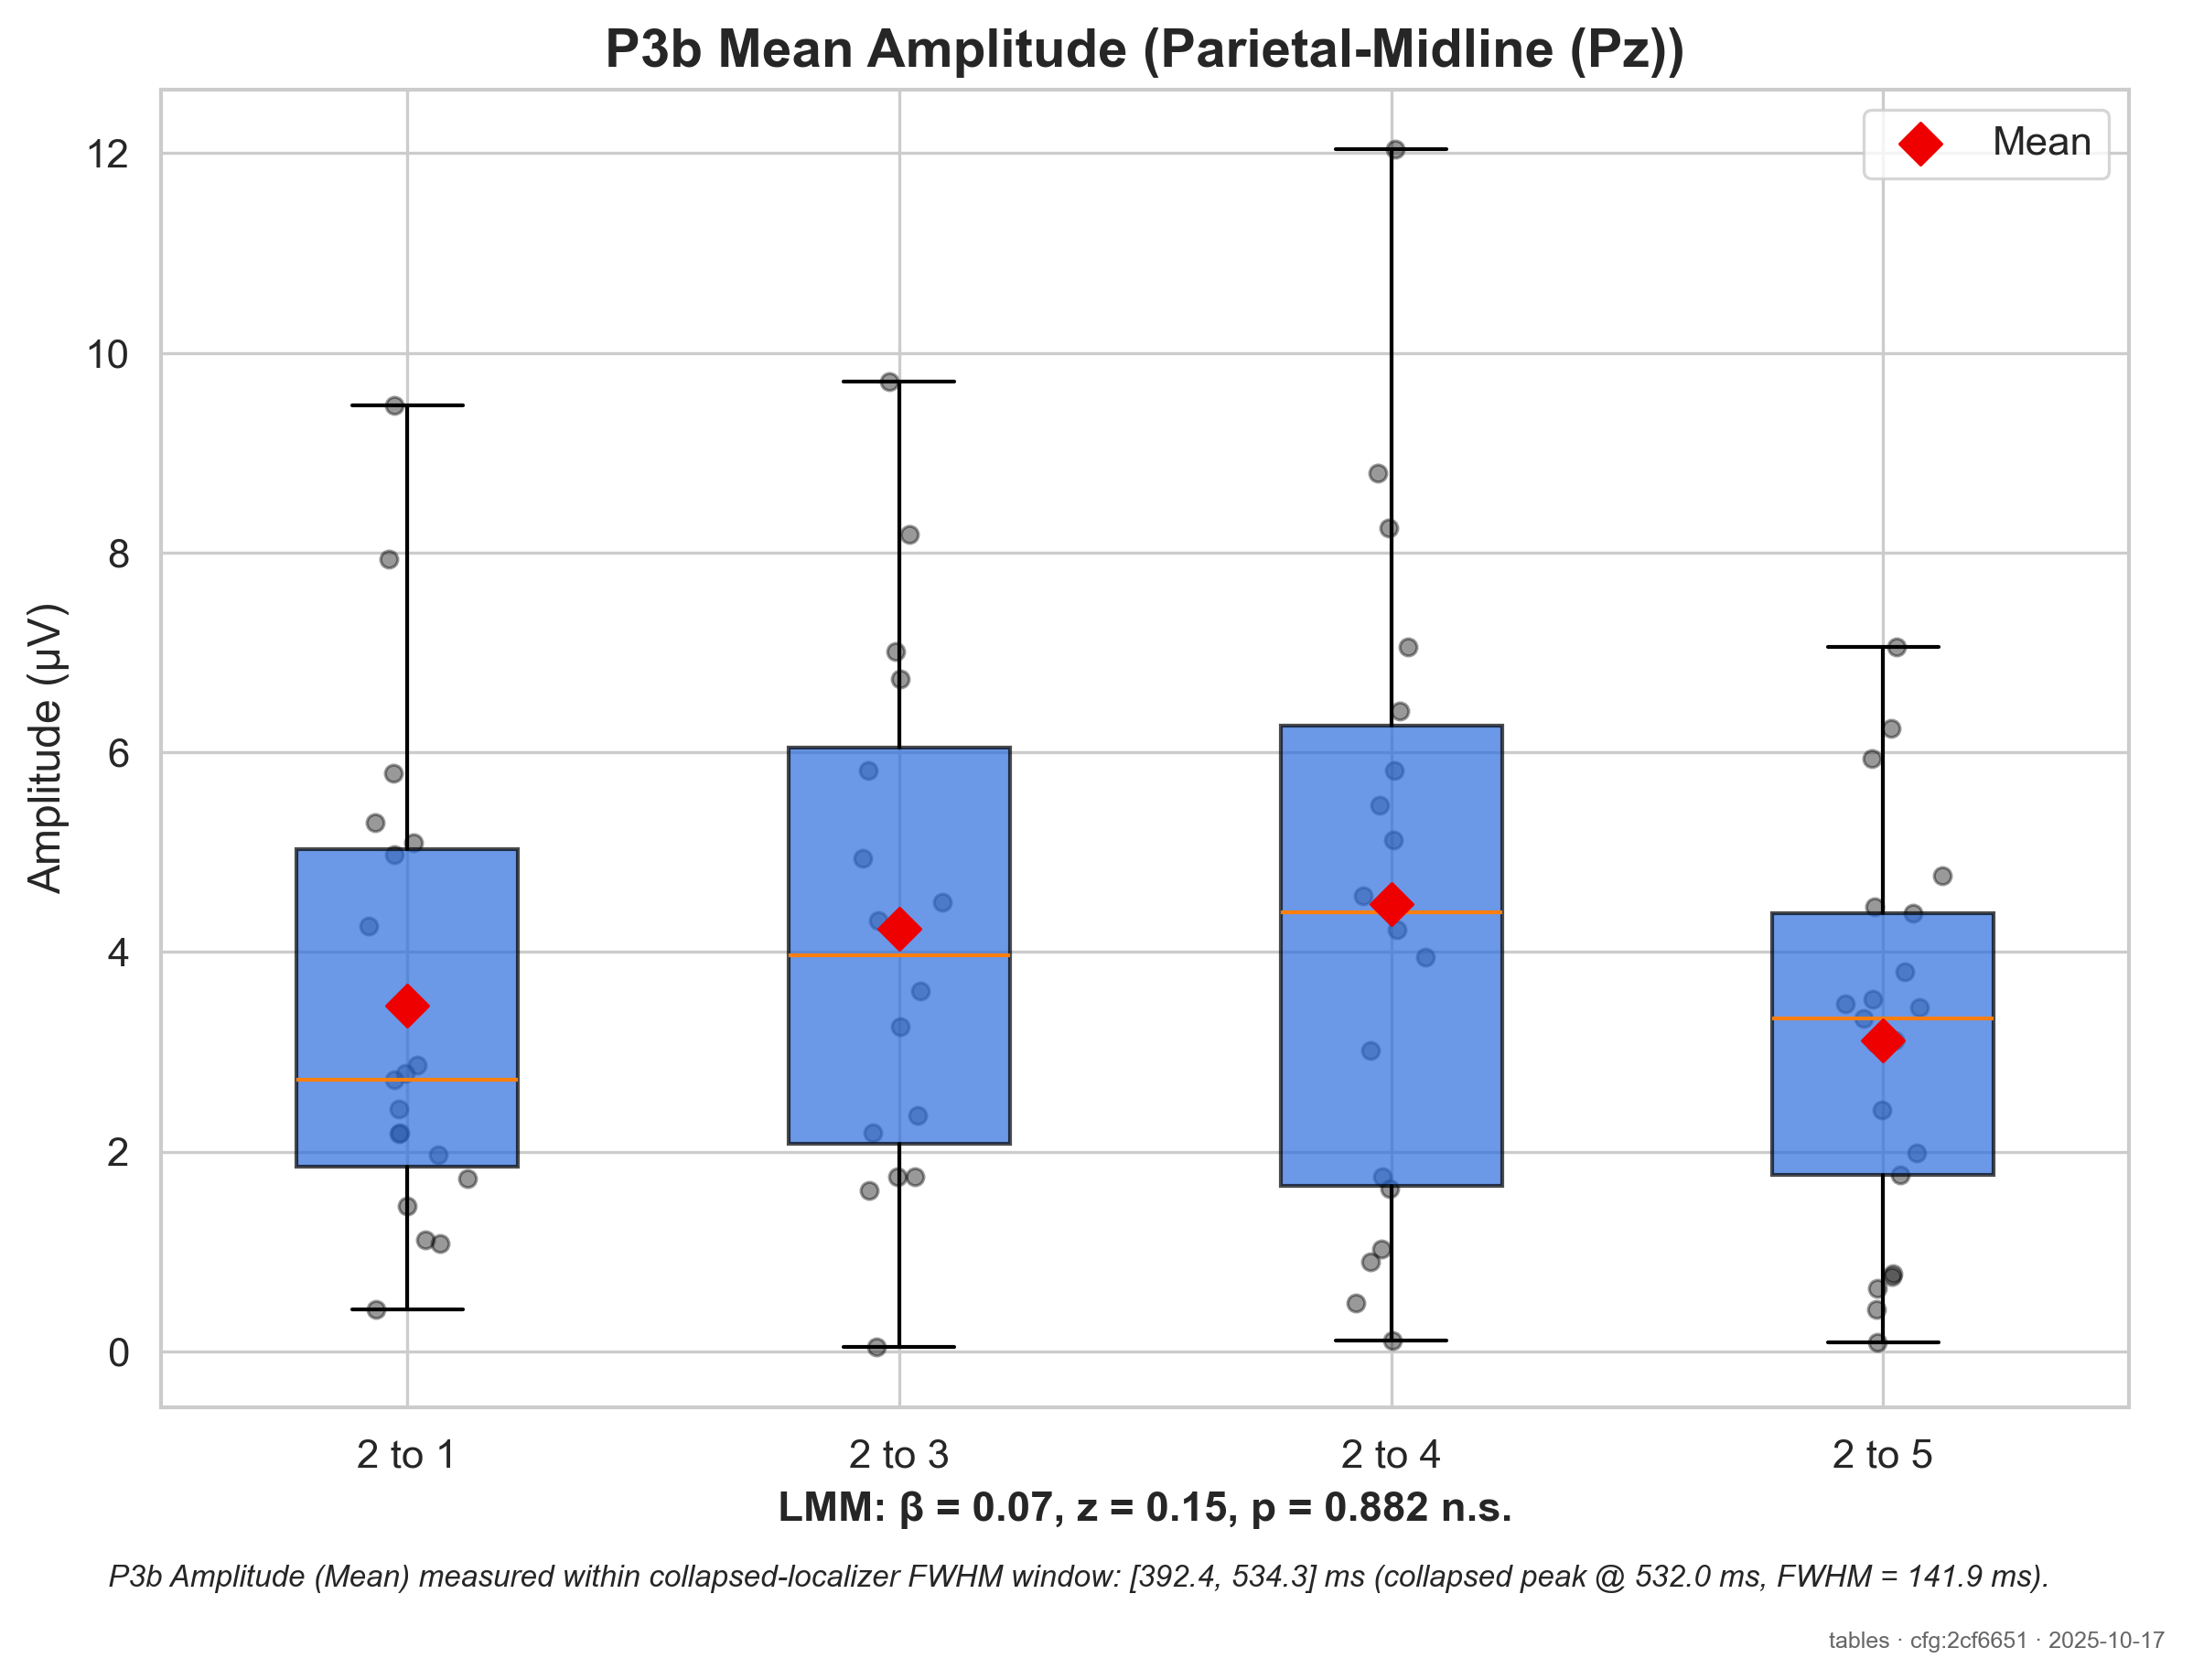 P3b Mean Amplitude (Parietal-Midline (Pz))
Mean
Amplitude (µV)
12
10
8
6
4
2
0
2 to 1
2 to 3
2 to 4
2 to 5
LMM: β = 0.07, z = 0.15, p = 0.882 n.s.
P3b Amplitude (Mean) measured within collapsed-localizer FWHM window: [392.4, 534.3] ms (collapsed peak @ 532.0 ms, FWHM = 141.9 ms).
tables · cfg:2cf6651 · 2025-10-17